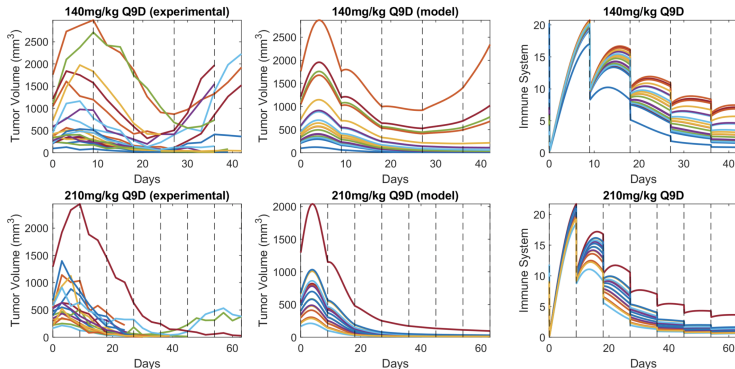 140mg/kg Q9D (experimental)
Tumor Volume (mm³)
2500
2000
1500
1000
500
0
0 10 20 30 40
Days
140mg/kg Q9D (model)
Tumor Volume (mm³)
2500
2000
1500
1000
500
0
0 10 20 30 40
Days
140mg/kg Q9D
Immune System
20
15
10
5
0
0 10 20 30 40
Days
210mg/kg Q9D (experimental)
Tumor Volume (mm³)
2000
1500
1000
500
0
0 20 40 60
Days
210mg/kg Q9D (model)
Tumor Volume (mm³)
2000
1500
1000
500
0
0 20 40 60
Days
210mg/kg Q9D
Immune System
20
15
10
5
0
0 20 40 60
Days